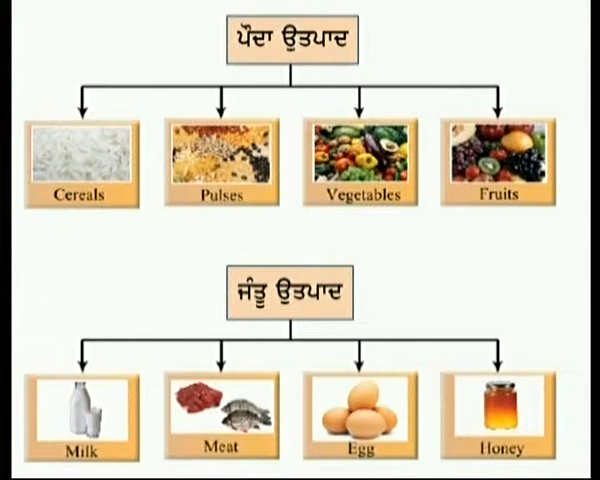 ਪੌਦਾ ਉਤਪਾਦ
Cereals
Pulses
Vegetables
Fruits
ਜੰਤੂ ਉਤਪਾਦ
Milk
Meat
Egg
Honey